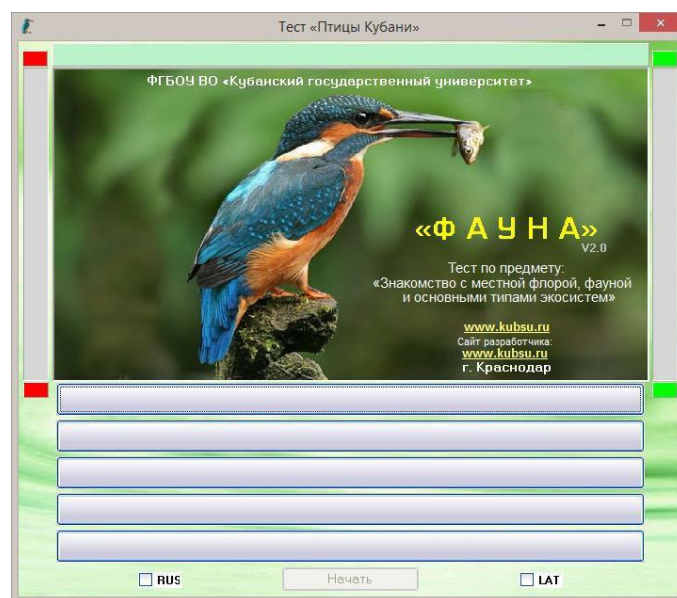 Тест «Птицы Кубани»
ФГБОУ ВО «Кубанский государственный университет»
«Ф А У Н А»
V2.0
Тест по предмету:
«Знакомство с местной флорой, фауной
и основными типами экосистем»
www.kubsu.ru
Сайт разработчика:
www.kubsu.ru
г. Краснодар
RUS
Начать
LAT